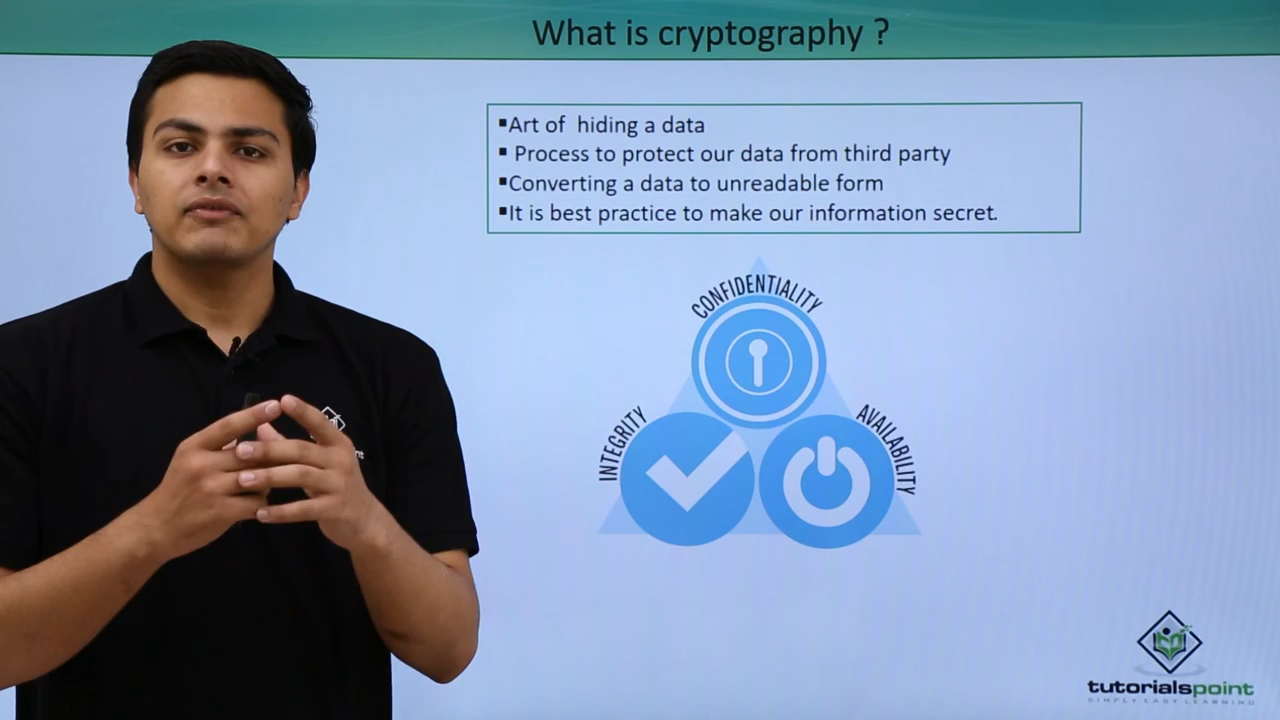 What is cryptography ?
▪Art of  hiding a data
▪ Process to protect our data from third party
▪Converting a data to unreadable form
▪It is best practice to make our information secret.
CONFIDENTIALITY
INTEGRITY
AVAILABILITY
tutorialspoint
SIMPLY EASY LEARNING